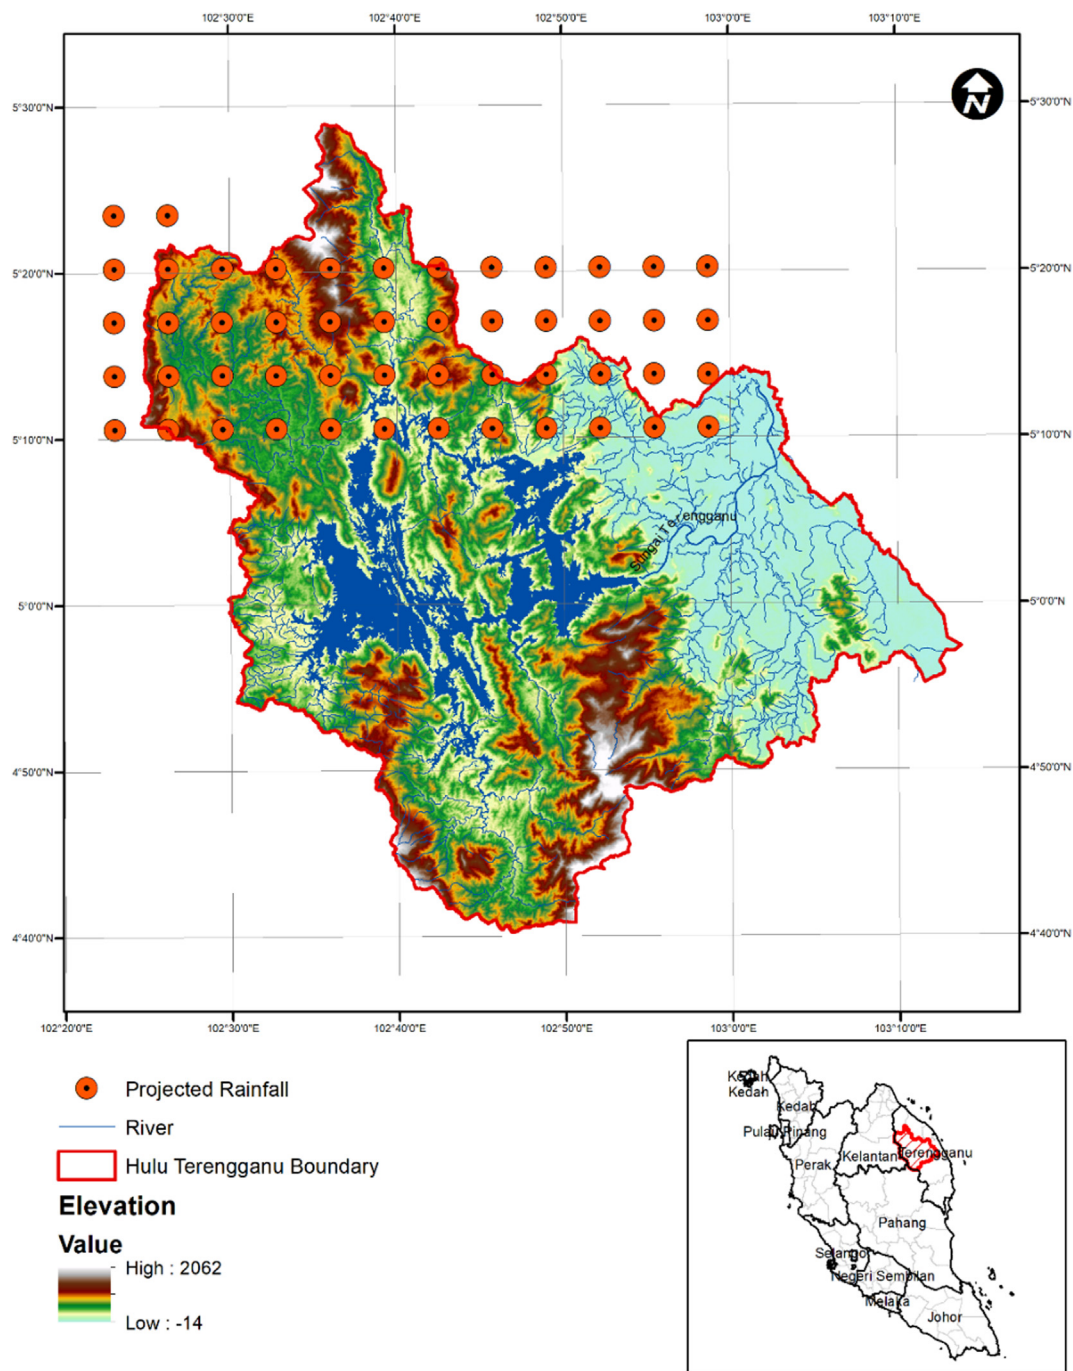 102°30'0"E 102°40'0"E 102°50'0"E 103°0'0"E 103°10'0"E
N
5°30'0"N 5°30'0"N
5°20'0"N 5°20'0"N
5°10'0"N 5°10'0"N
Sungai Terengganu
5°0'0"N 5°0'0"N
4°50'0"N 4°50'0"N
4°40'0"N 4°40'0"N
102°20'0"E 102°30'0"E 102°40'0"E 102°50'0"E 103°0'0"E 103°10'0"E
Projected Rainfall
River
Hulu Terengganu Boundary
Elevation
Value
High : 2062
Low : -14
Kedah
Kedah
Kedah
Pulau Pinang
Perak
Kelantan
Terengganu
Pahang
Selangor
Negeri Sembilan
Melaka
Johor